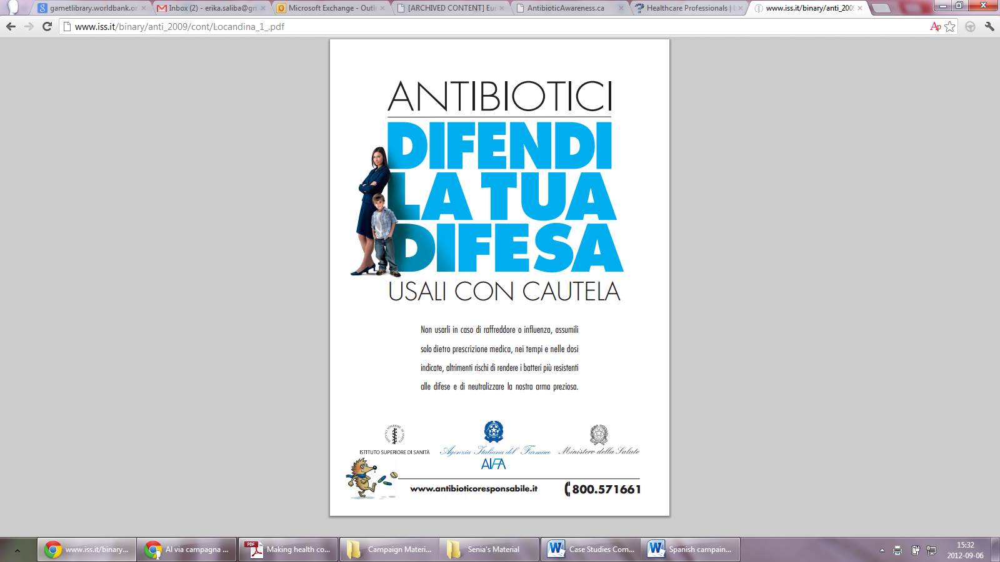 gametlibrary.worldbank.or
Inbox (2) - erika.saliba@gm
Microsoft Exchange - Outlo
[ARCHIVED CONTENT] Eur
AntibioticAwareness.ca
Healthcare Professionals |
www.iss.it/binary/anti_2009
www.iss.it/binary/anti_2009/cont/Locandina_1_.pdf
ANTIBIOTICI
DIFENDI
LA TUA
DIFESA
USALI CON CAUTELA
Non usarli in caso di raffreddore o influenza, assumili
solo dietro prescrizione medica, nei tempi e nelle dosi
indicate, altrimenti rischi di rendere i batteri più resistenti
alle difese e di neutralizzare la nostra arma preziosa.
ISTITUTO SUPERIORE DI SANITÀ
Agenzia Italiana del Farmaco
Ministero della Salute
AIFA
www.antibioticoresponsabile.it
800.571661
www.iss.it/binary...
Al via campagna ...
Making health co...
Campaign Materi...
Senia's Material
Case Studies Com...
Spanish campain...
15:32
2012-09-06